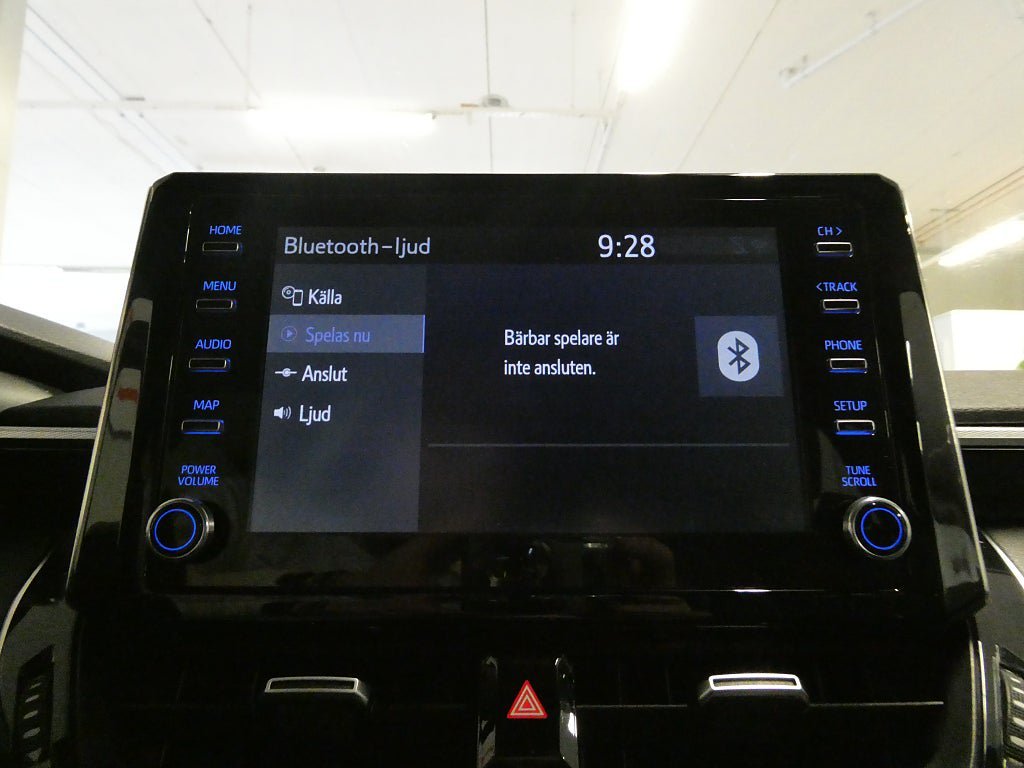 HOME
MENU
AUDIO
MAP
POWER
VOLUME
Bluetooth-ljud
9:28
Källa
Spelas nu
Anslut
Ljud
Bärbar spelare är
inte ansluten.
CH >
<TRACK
PHONE
SETUP
TUNE
SCROLL